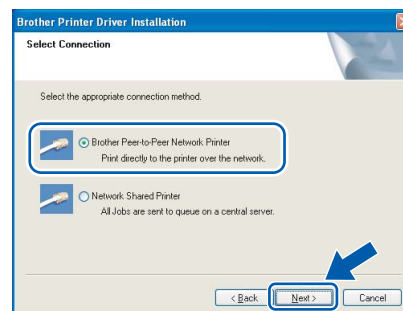 Brother Printer Driver Installation
Select Connection
Select the appropriate connection method.
Brother Peer-to-Peer Network Printer
Print directly to the printer over the network.
Network Shared Printer
All Jobs are sent to queue on a central server.
< Back
Next >
Cancel